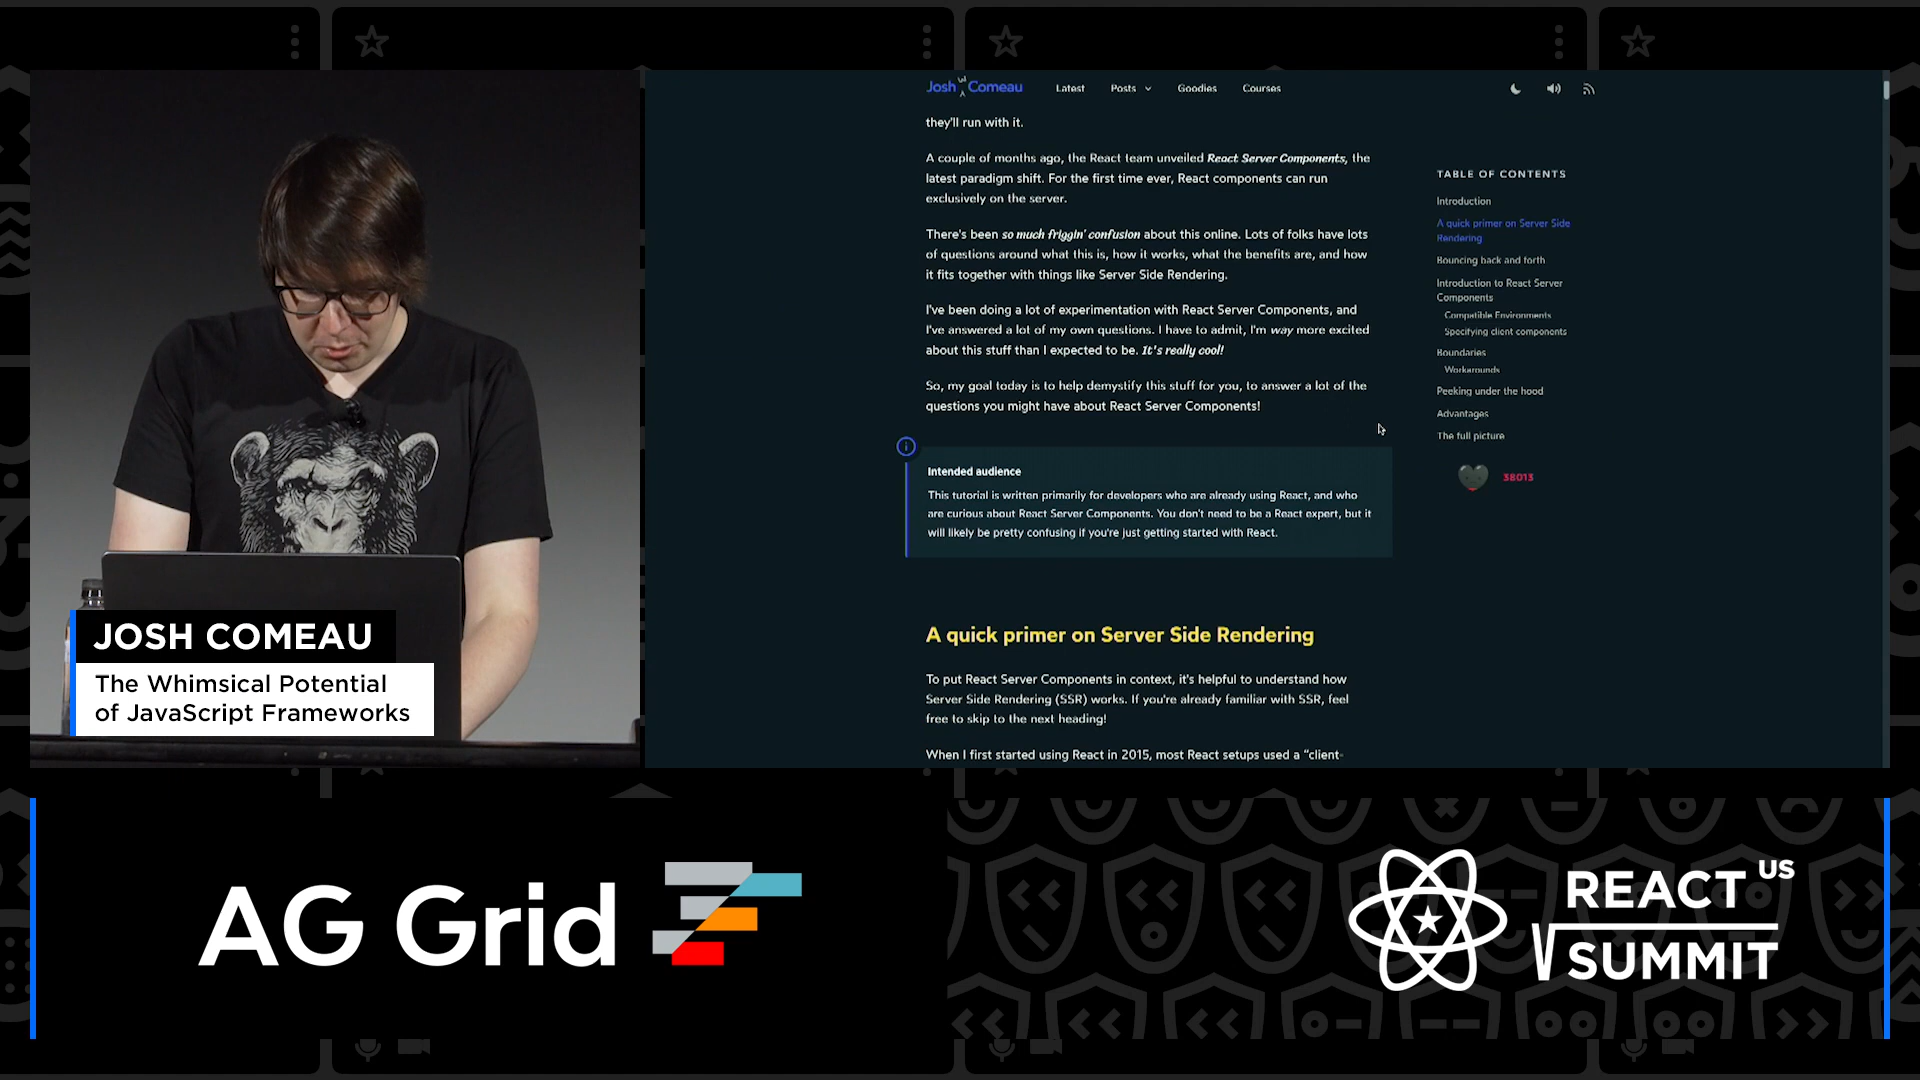 Josh W Comeau
Latest
Posts
Goodies
Courses
they'll run with it.
A couple of months ago, the React team unveiled React Server Components, the
latest paradigm shift. For the first time ever, React components can run
exclusively on the server.
There's been so much friggin' confusion about this online. Lots of folks have lots
of questions around what this is, how it works, what the benefits are, and how
it fits together with things like Server Side Rendering.
I've been doing a lot of experimentation with React Server Components, and
I've answered a lot of my own questions. I have to admit, I'm way more excited
about this stuff than I expected to be. It's really cool!
So, my goal today is to help demystify this stuff for you, to answer a lot of the
questions you might have about React Server Components!
Intended audience
This tutorial is written primarily for developers who are already using React, and who
are curious about React Server Components. You don't need to be a React expert, but it
will likely be pretty confusing if you're just getting started with React.
A quick primer on Server Side Rendering
To put React Server Components in context, it's helpful to understand how
Server Side Rendering (SSR) works. If you're already familiar with SSR, feel
free to skip to the next heading!
When I first started using React in 2015, most React setups used a “client-
TABLE OF CONTENTS
Introduction
A quick primer on Server Side
Rendering
Bouncing back and forth
Introduction to React Server
Components
Compatible Environments
Specifying client components
Boundaries
Workarounds
Peeking under the hood
Advantages
The full picture
38013
JOSH COMEAU
The Whimsical Potential
of JavaScript Frameworks
AG Grid
REACT US
SUMMIT